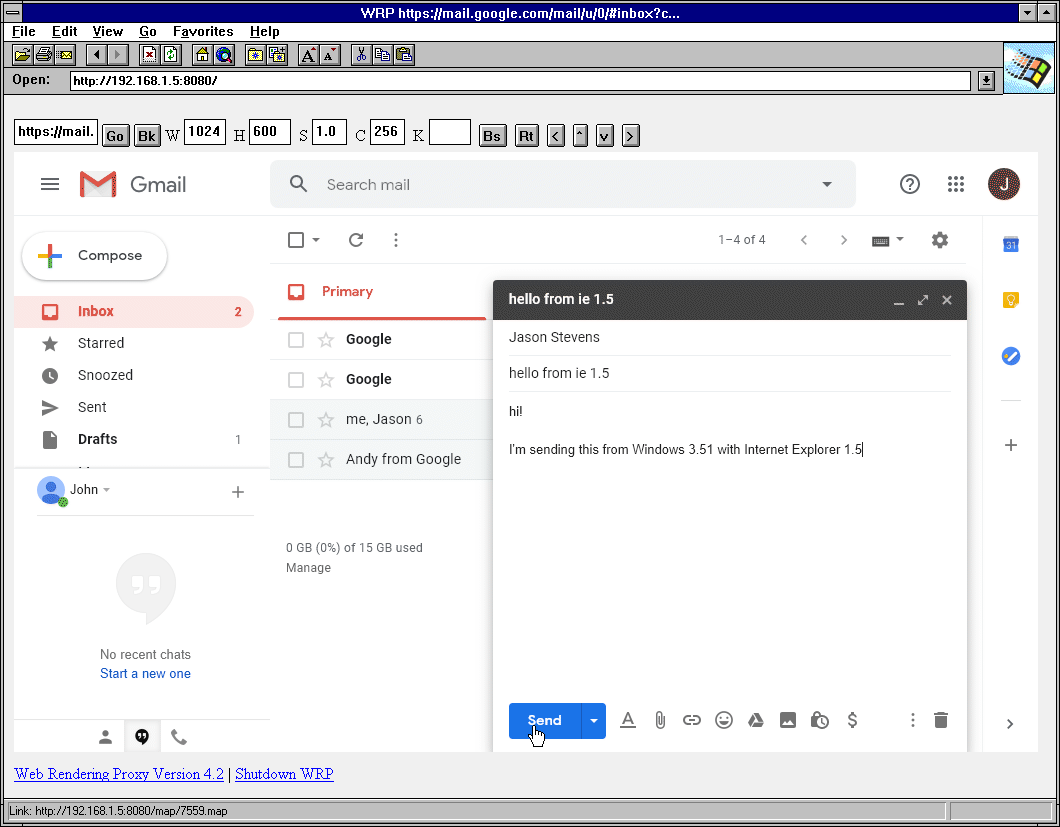 WRP https://mail.google.com/mail/u/0/#inbox?c...
File Edit View Go Favorites Help
Open: http://192.168.1.5:8080/
https://mail. Go Bk W 1024 H 600 S 1.0 C 256 K Bs Rt < ^ v >
Gmail Search mail J
Compose 1–4 of 4 31
Primary
hello from ie 1.5
Inbox 2
Google
Jason Stevens
Starred
Snoozed
Google
hello from ie 1.5
Sent
me, Jason 6
hi!
Drafts 1
I'm sending this from Windows 3.51 with Internet Explorer 1.5
Andy from Google
John
0 GB (0%) of 15 GB used
Manage
No recent chats
Start a new one
Send
Web Rendering Proxy Version 4.2 | Shutdown WRP
Link: http://192.168.1.5:8080/map/7559.map